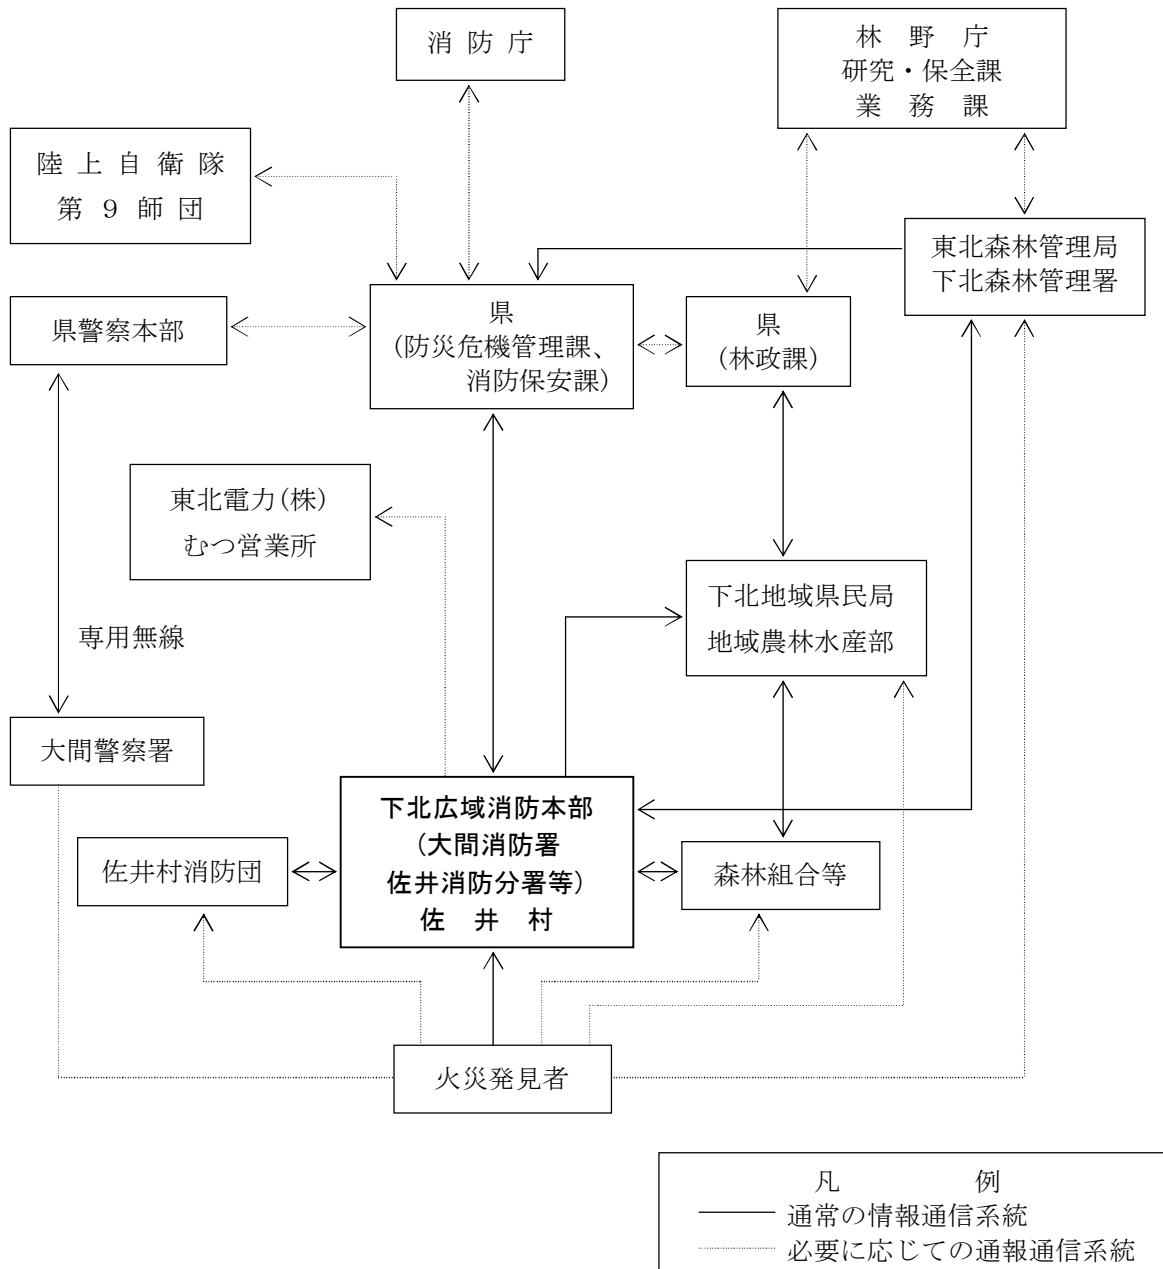 消 防 庁
林 野 庁
研究・保全課
業 務 課
陸 上 自 衛 隊
第 9 師 団
東北森林管理局
下北森林管理署
県警察本部
県
(防災危機管理課、
消防保安課)
県
(林政課)
東北電力(株)
むつ営業所
下北地域県民局
地域農林水産部
専用無線
大間警察署
下北広域消防本部
(大間消防署
佐井消防分署等)
佐 井 村
佐井村消防団
森林組合等
火災発見者
凡 例
通常の情報通信系統
必要に応じての通報通信系統